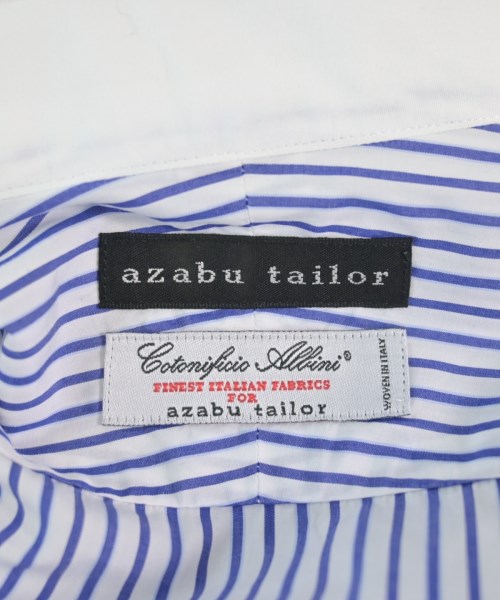 azabu tailor
Cotonificio Albini®
FINEST ITALIAN FABRICS
FOR
azabu tailor
WOVEN IN ITALY